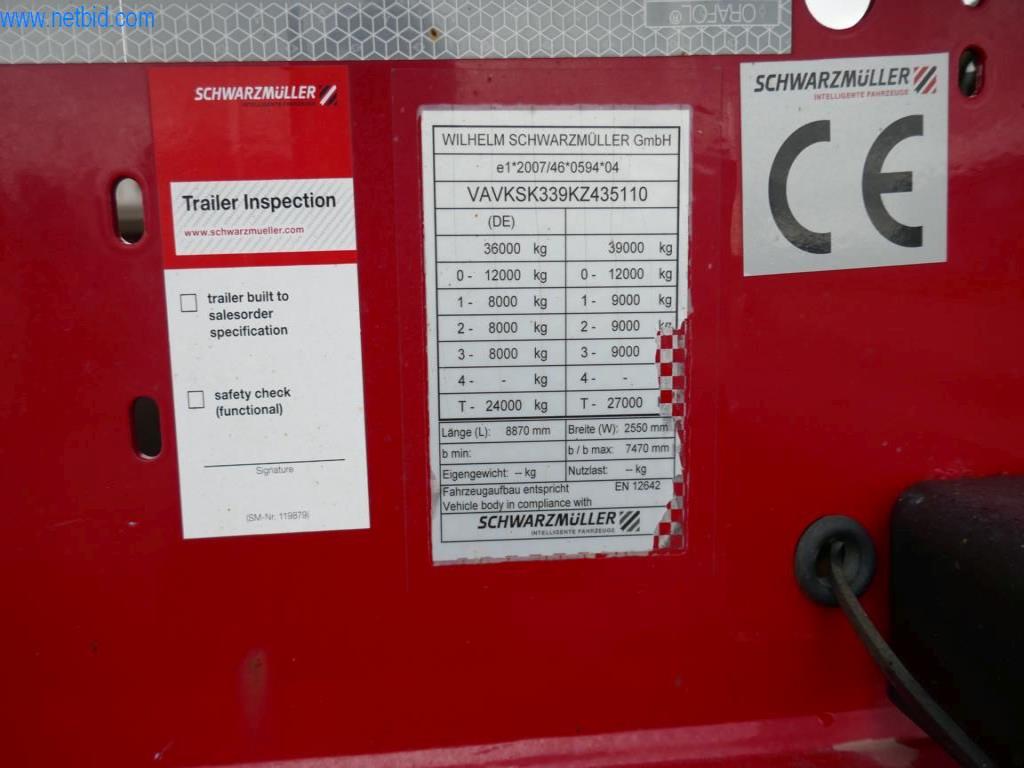 www.netbid.com
ORAFOL®
SCHWARZMÜLLER
Trailer Inspection
www.schwarzmueller.com
trailer built to
salesorder
specification
safety check
(functional)
Signature
(SM-Nr. 119879)
WILHELM SCHWARZMÜLLER GmbH
e1*2007/46*0594*04
VAVKSK339KZ435110
(DE)
36000 kg 39000 kg
0 - 12000 kg 0 - 12000 kg
1 - 8000 kg 1 - 9000 kg
2 - 8000 kg 2 - 9000 kg
3 - 8000 kg 3 - 9000
4 - - kg 4 - -
T - 24000 kg T - 27000
Länge (L): 8870 mm Breite (W): 2550 mm
b min: b / b max: 7470 mm
Eigengewicht: -- kg Nutzlast: -- kg
Fahrzeugaufbau entspricht EN 12642
Vehicle body in compliance with
SCHWARZMÜLLER
INTELLIGENTE FAHRZEUGE
SCHWARZMÜLLER
INTELLIGENTE FAHRZEUGE
CE